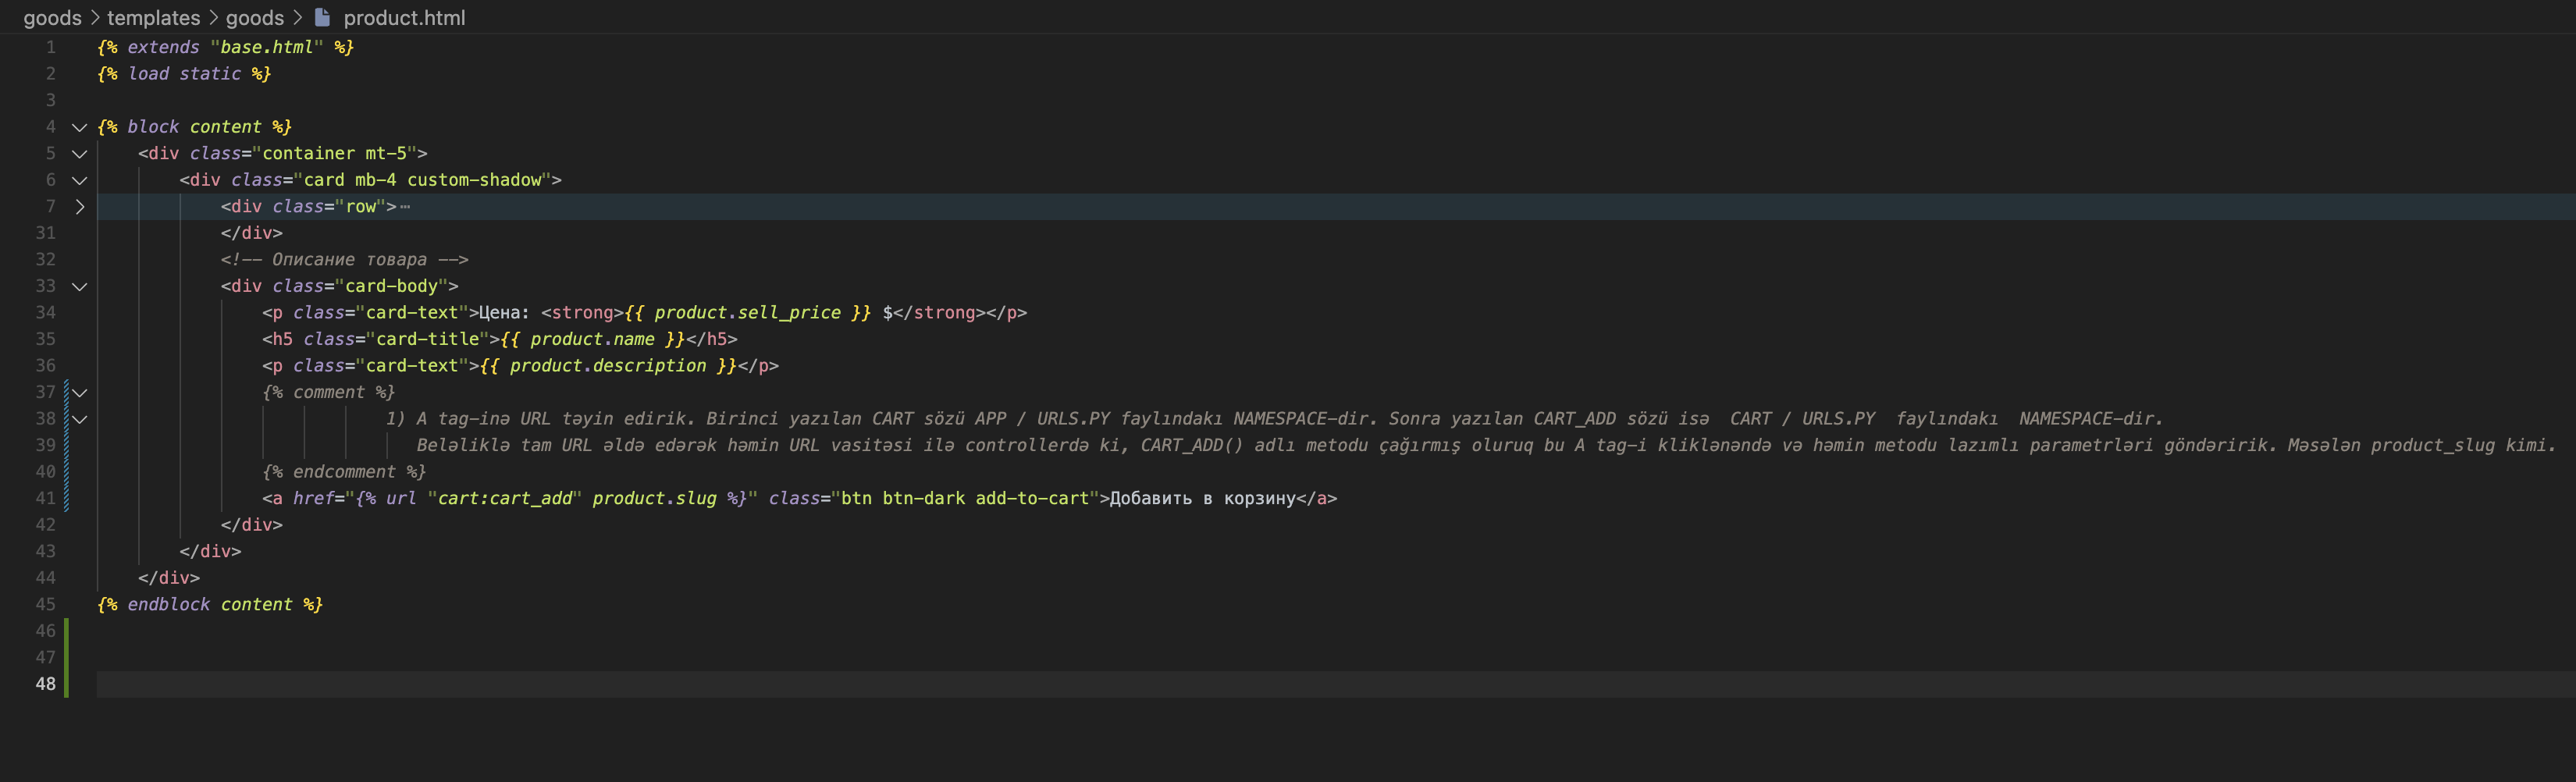 goods > templates > goods > product.html
1 {% extends "base.html" %}
2 {% load static %}
3
4 {% block content %}
5 <div class="container mt-5">
6 <div class="card mb-4 custom-shadow">
7 <div class="row">…
31 </div>
32 <!-- Описание товара -->
33 <div class="card-body">
34 <p class="card-text">Цена: <strong>{{ product.sell_price }} $</strong></p>
35 <h5 class="card-title">{{ product.name }}</h5>
36 <p class="card-text">{{ product.description }}</p>
37 {% comment %}
38 1) A tag-inə URL təyin edirik. Birinci yazılan CART sözü APP / URLS.PY faylındakı NAMESPACE-dir. Sonra yazılan CART_ADD sözü isə  CART / URLS.PY  faylındakı  NAMESPACE-dir.
39 Beləliklə tam URL əldə edərək həmin URL vasitəsi ilə controllerdə ki, CART_ADD() adlı metodu çağırmış oluruq bu A tag-i kliklənəndə və həmin metodu lazımlı parametrləri göndəririk. Məsələn product_slug kimi.
40 {% endcomment %}
41 <a href="{% url "cart:cart_add" product.slug %}" class="btn btn-dark add-to-cart">Добавить в корзину</a>
42 </div>
43 </div>
44 </div>
45 {% endblock content %}
46
47
48